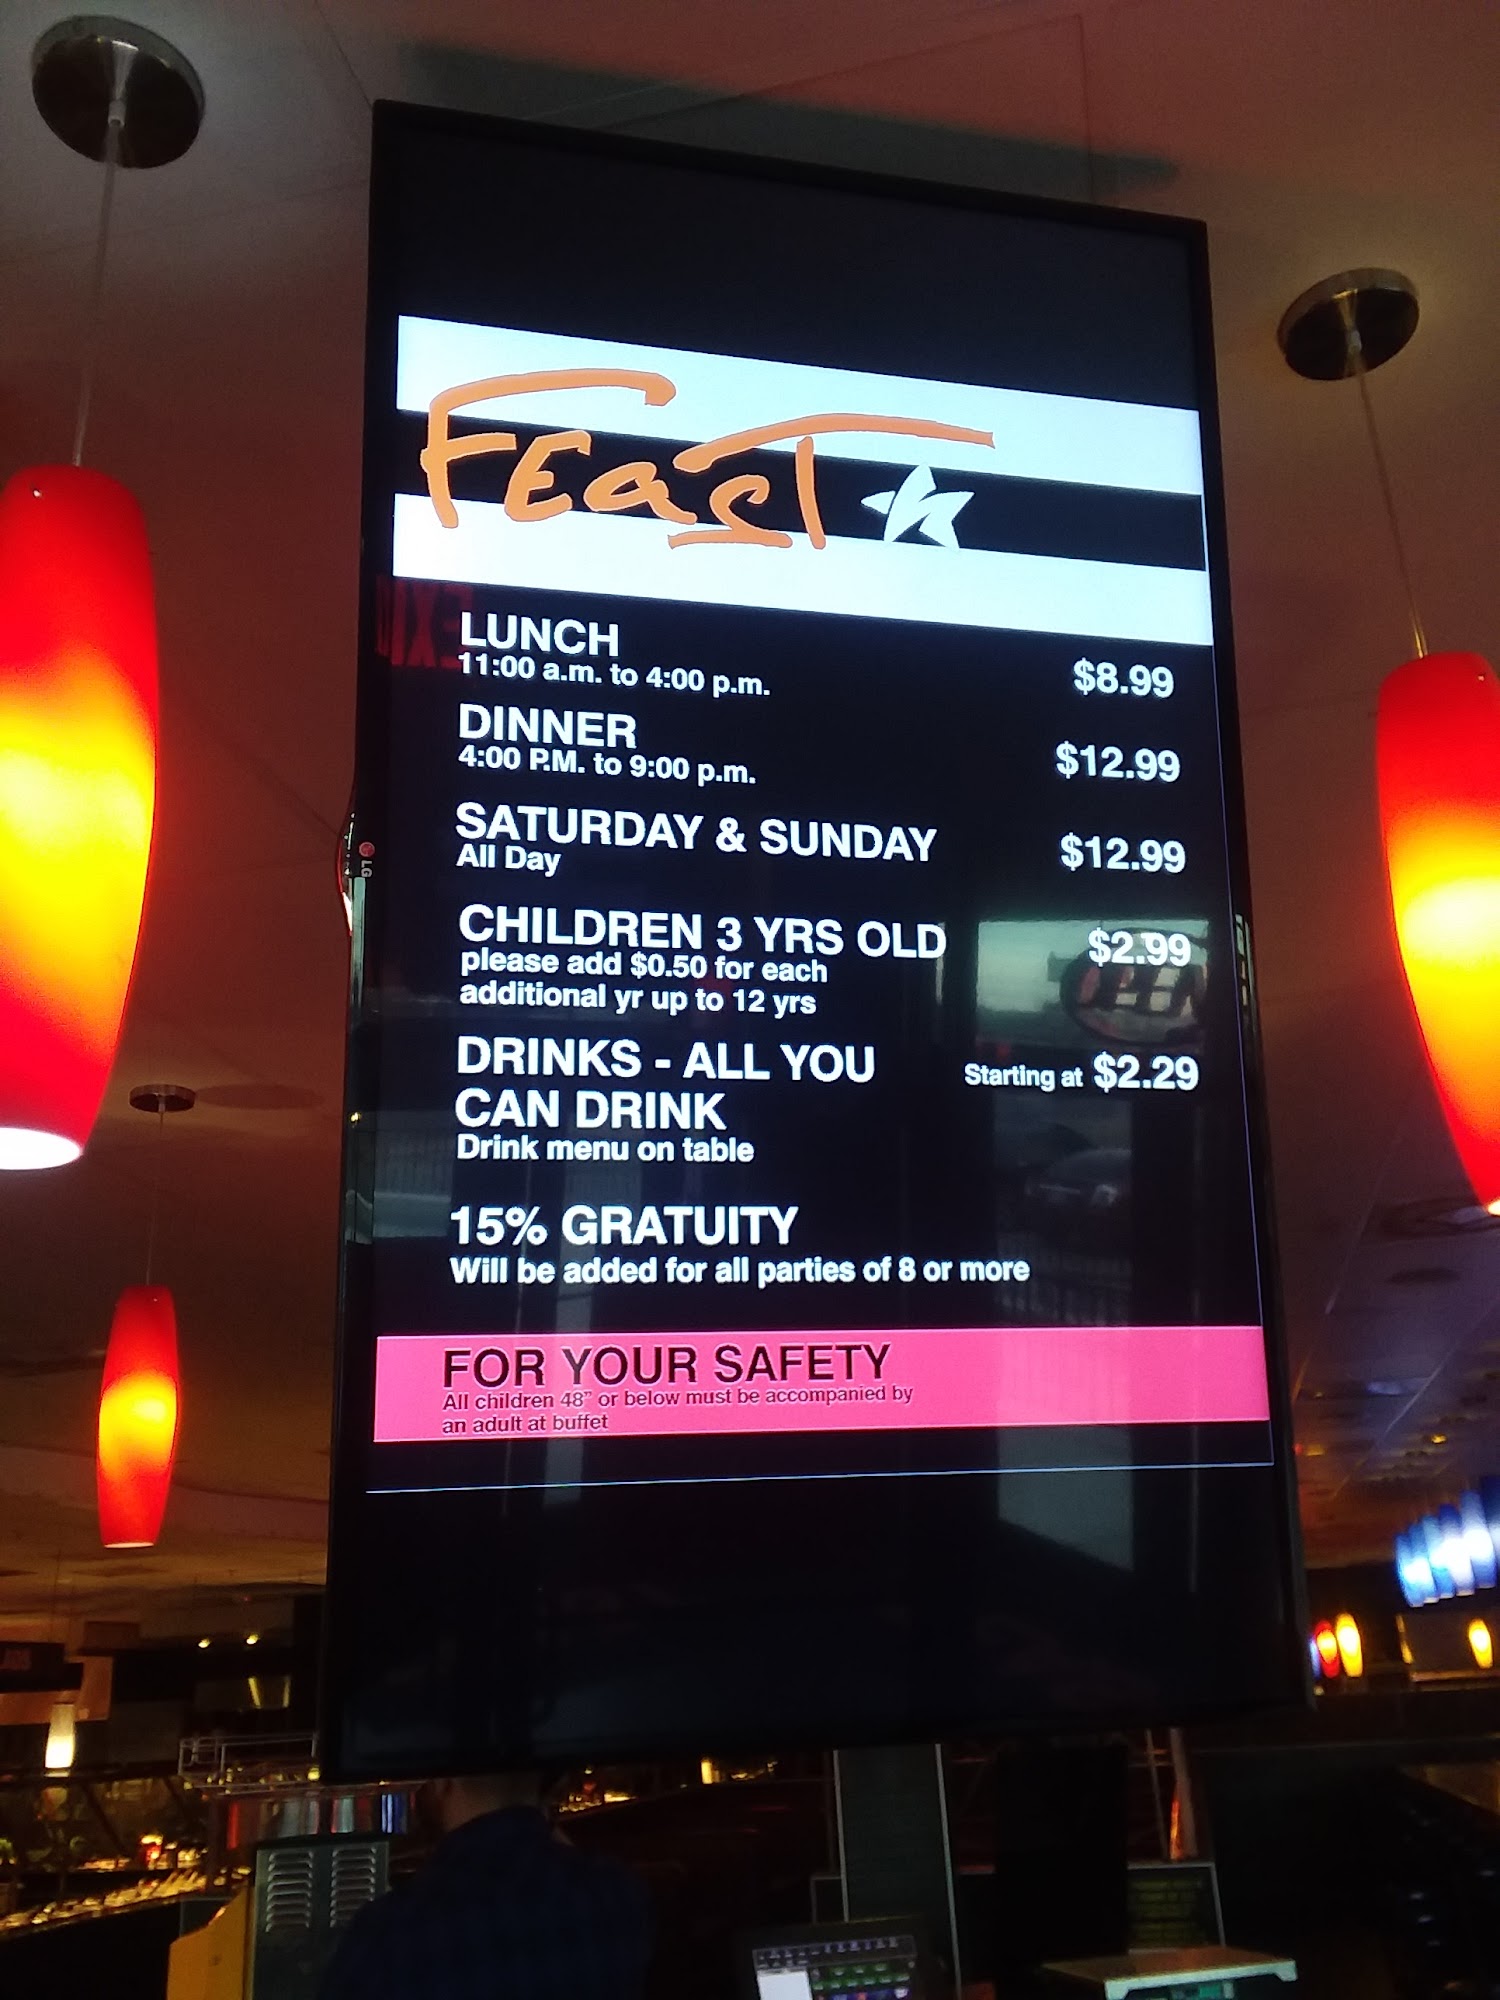 FEAST
LUNCH
11:00 a.m. to 4:00 p.m. $8.99
DINNER
4:00 P.M. to 9:00 p.m. $12.99
SATURDAY & SUNDAY
All Day $12.99
CHILDREN 3 YRS OLD $2.99
please add $0.50 for each
additional yr up to 12 yrs
DRINKS - ALL YOU Starting at $2.29
CAN DRINK
Drink menu on table
15% GRATUITY
Will be added for all parties of 8 or more
FOR YOUR SAFETY
All children 48" or below must be accompanied by
an adult at buffet
LG
EXIT